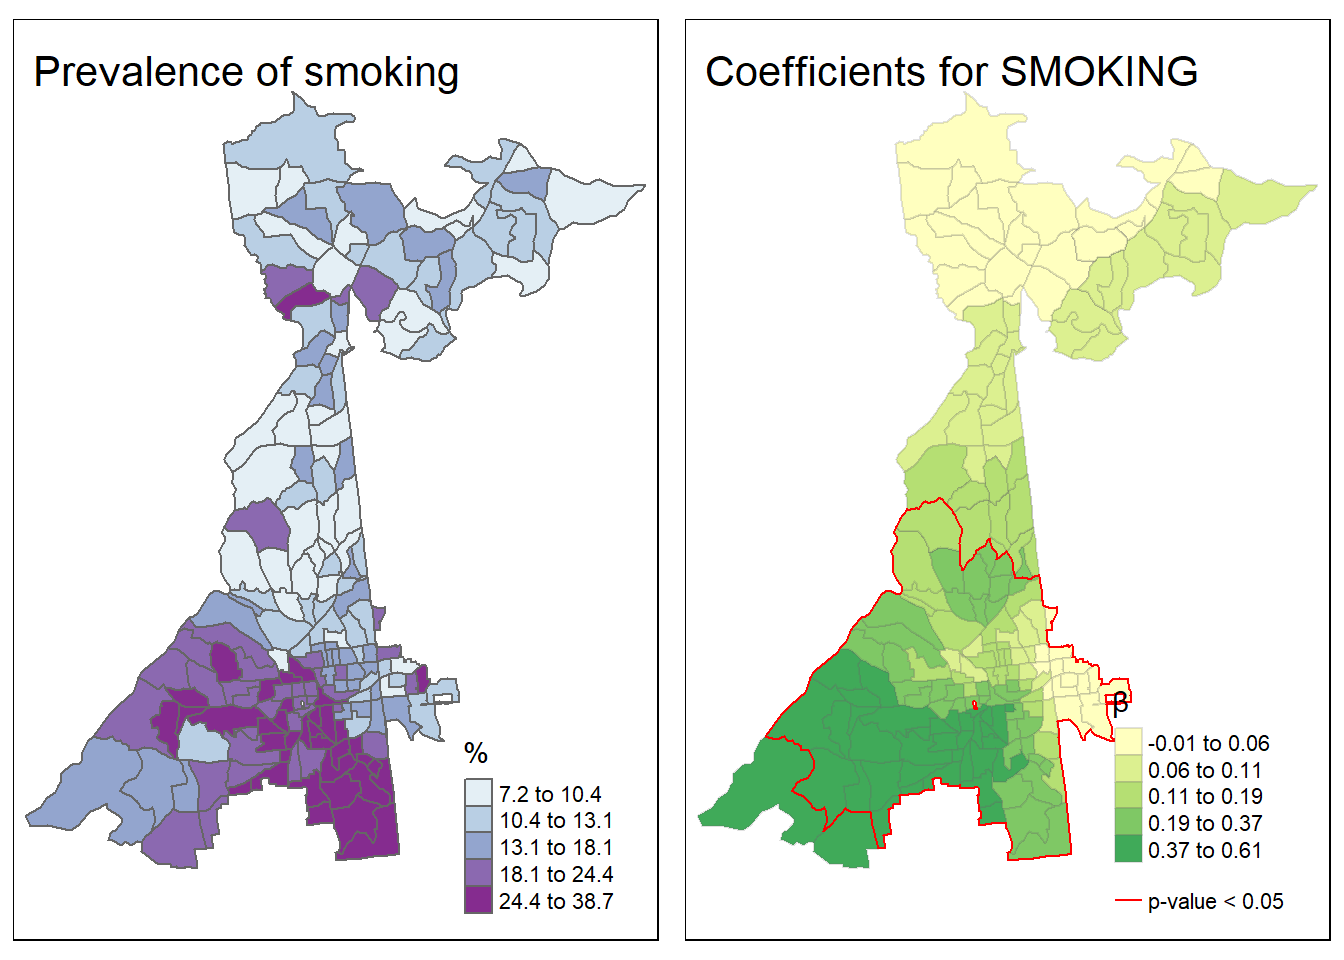 Prevalence of smoking
%
7.2 to 10.4
10.4 to 13.1
13.1 to 18.1
18.1 to 24.4
24.4 to 38.7
Coefficients for SMOKING
β
-0.01 to 0.06
0.06 to 0.11
0.11 to 0.19
0.19 to 0.37
0.37 to 0.61
p-value < 0.05